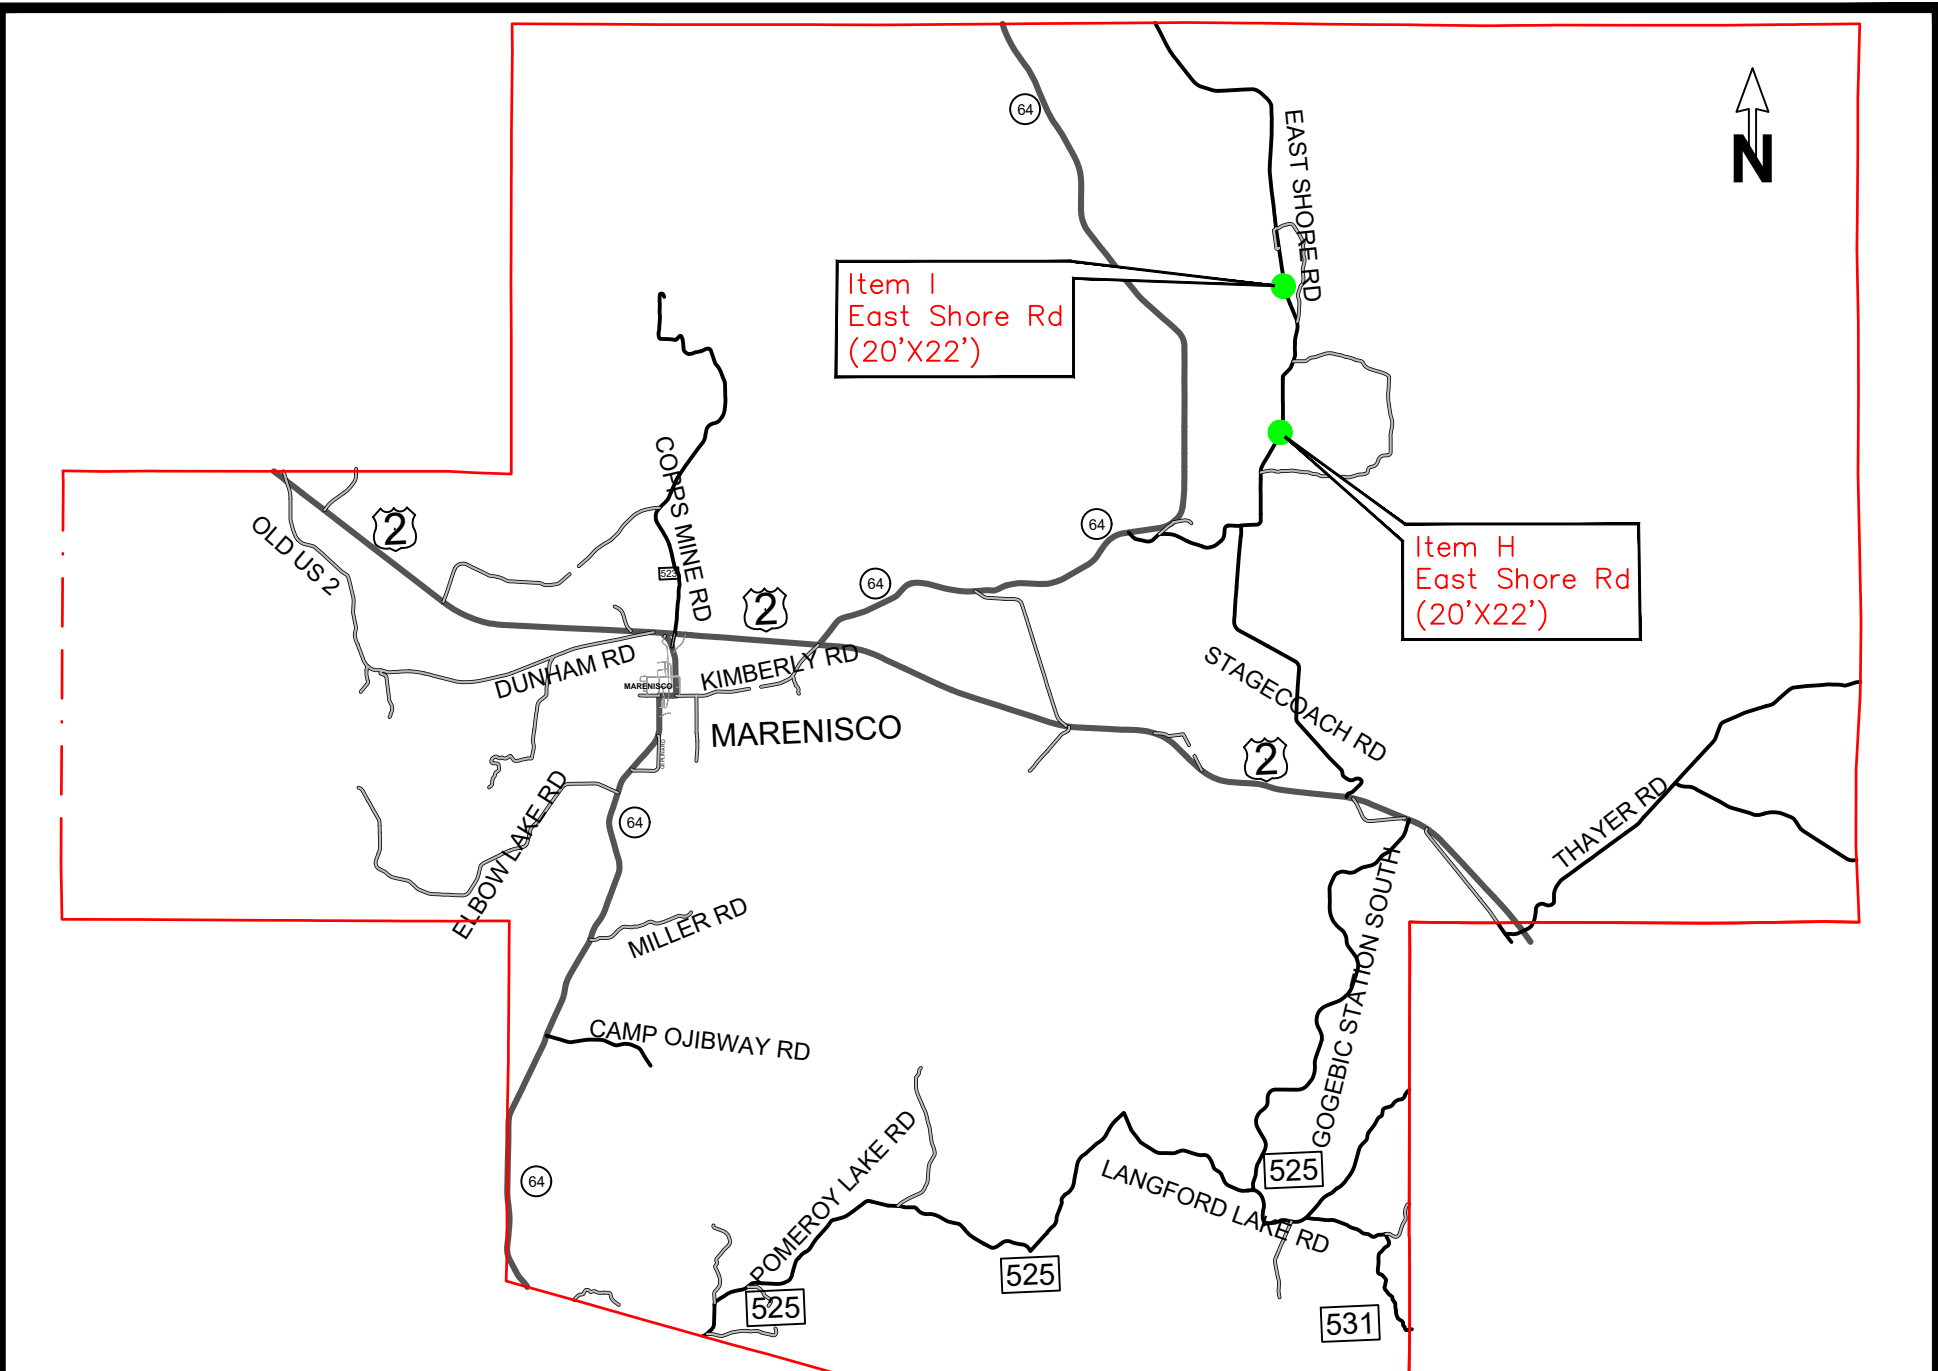 64
N
EAST SHORE RD
Item I
East Shore Rd
(20'X22')
COPPS MINE RD
2
OLD US 2
64
Item H
East Shore Rd
(20'X22')
523
64
2
DUNHAM RD
KIMBERLY RD
MARENISCO
MARENISCO
STAGECOACH RD
2
THAYER RD
ELBOW LAKE RD
64
GOGEBIC STATION SOUTH
MILLER RD
CAMP OJIBWAY RD
POMEROY LAKE RD
64
LANGFORD LAKE RD
525
525
525
531